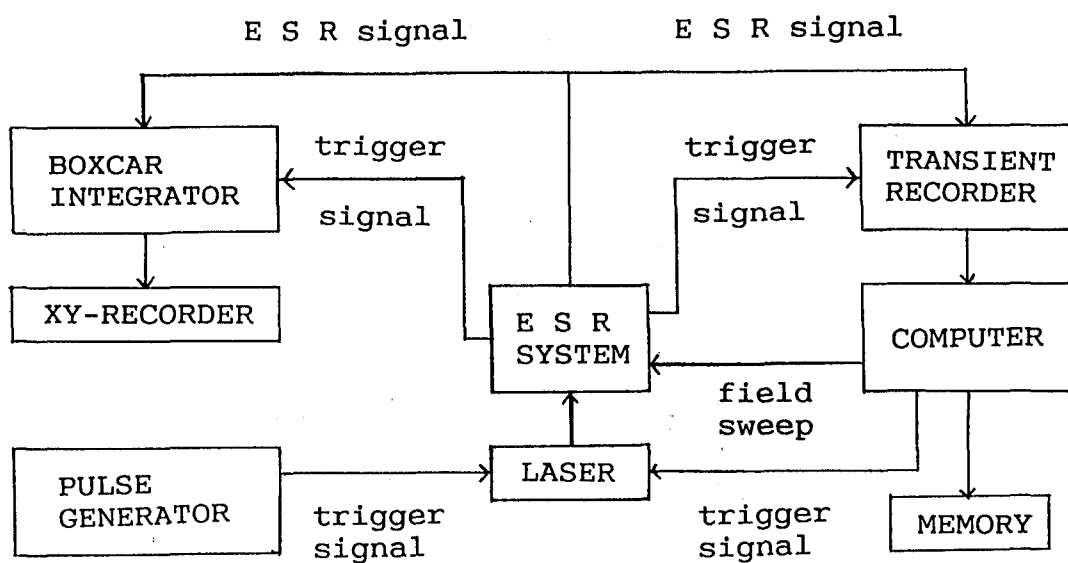 E S R signal
E S R signal
BOXCAR
INTEGRATOR
trigger
signal
trigger
signal
TRANSIENT
RECORDER
XY-RECORDER
E S R
SYSTEM
COMPUTER
field
sweep
PULSE
GENERATOR
trigger
signal
LASER
trigger
signal
MEMORY